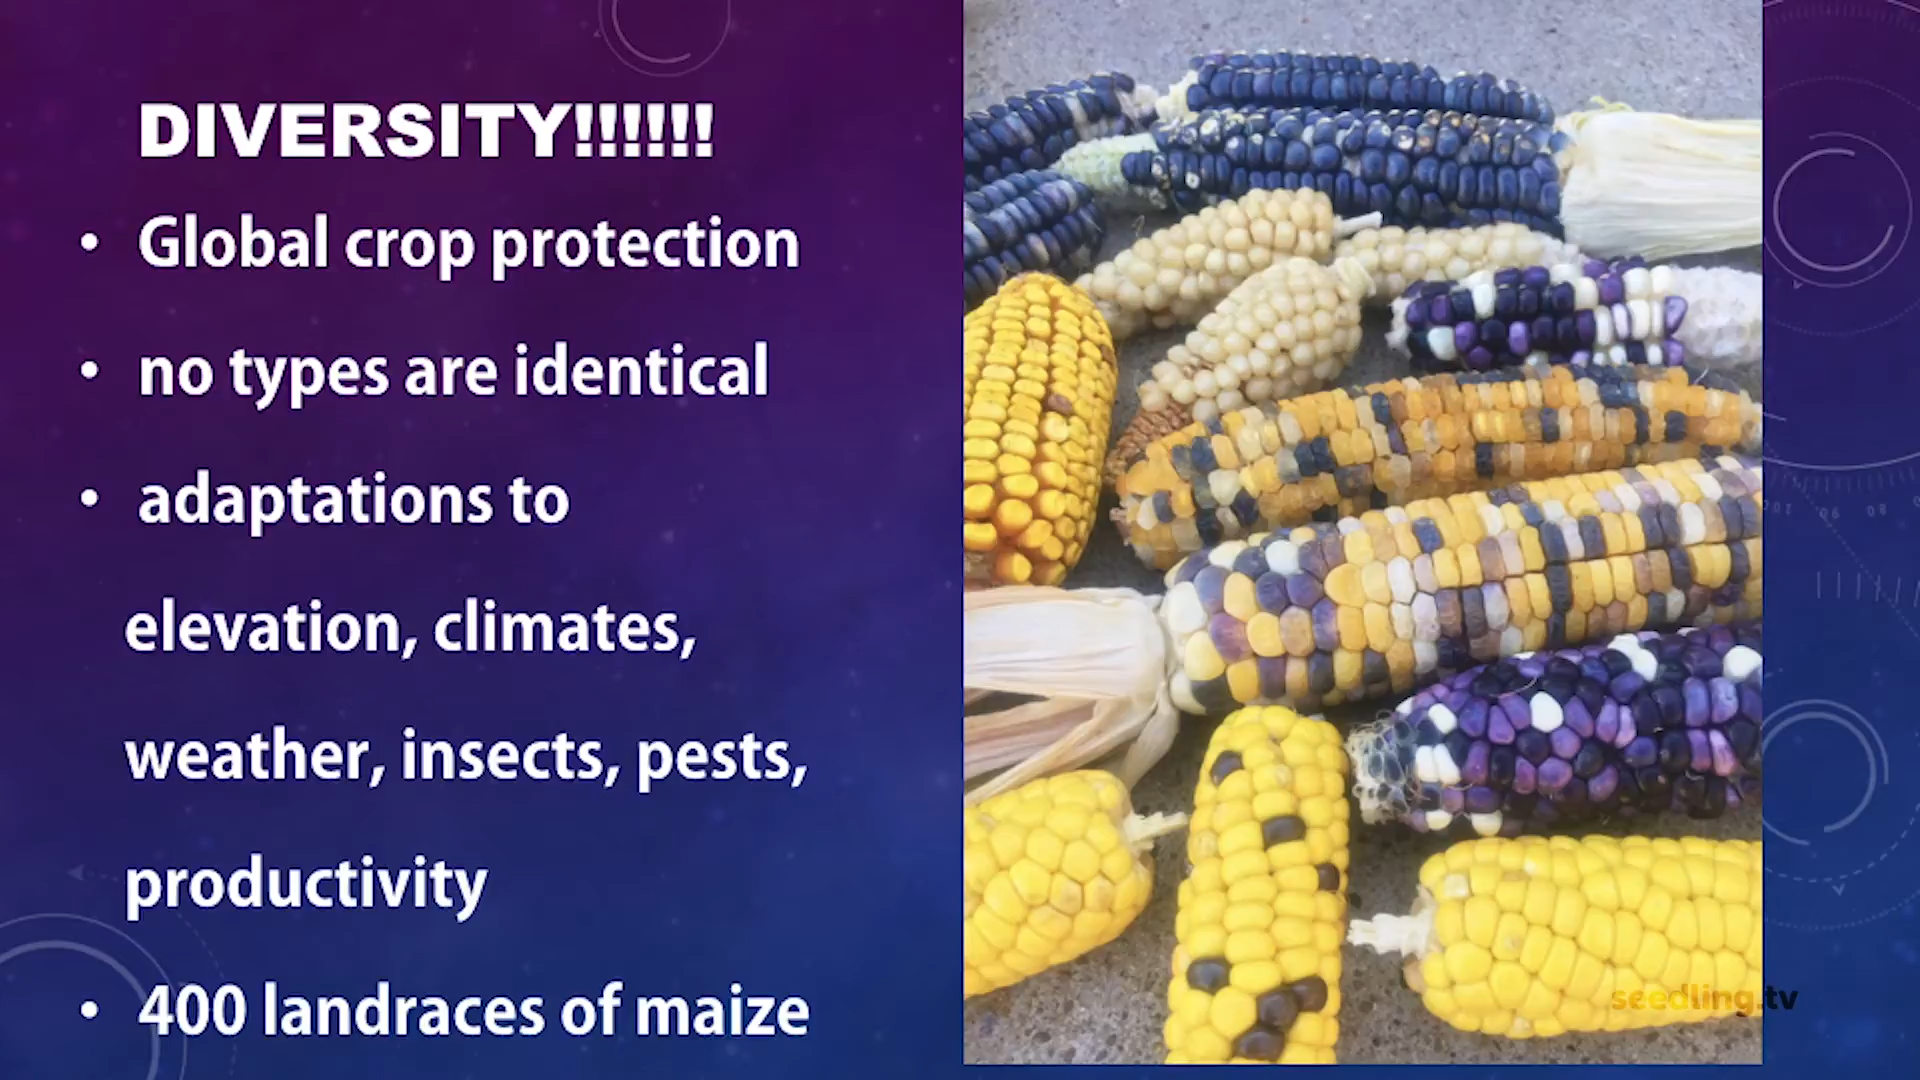 DIVERSITY!!!!!!
• Global crop protection
• no types are identical
• adaptations to
elevation, climates,
weather, insects, pests,
productivity
• 400 landraces of maize
seedling.tv